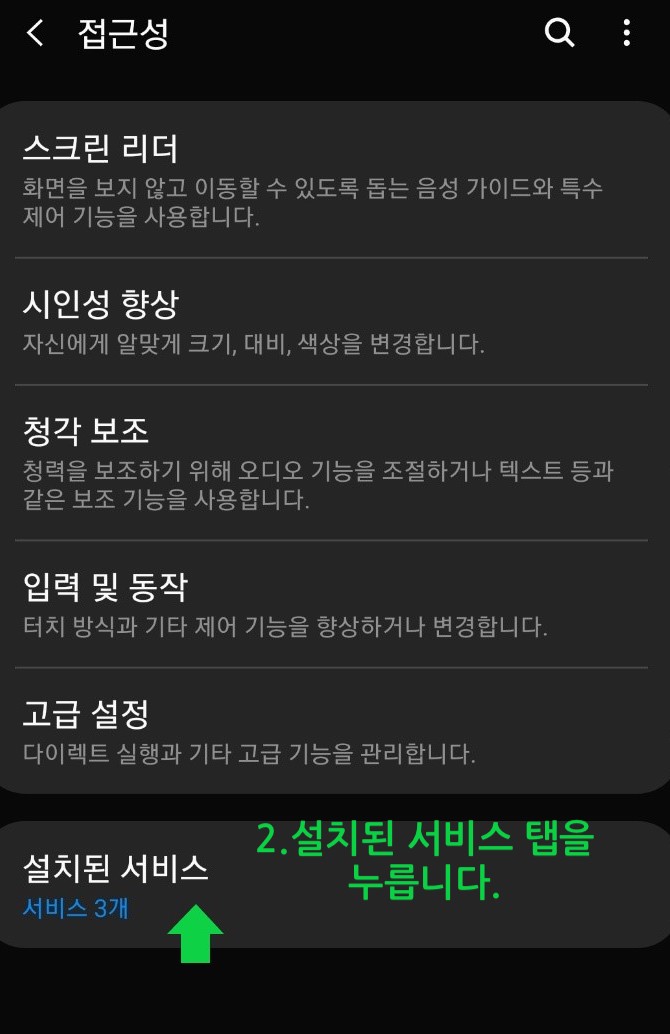 접근성
스크린 리더
화면을 보지 않고 이동할 수 있도록 돕는 음성 가이드와 특수
제어 기능을 사용합니다.
시인성 향상
자신에게 알맞게 크기, 대비, 색상을 변경합니다.
청각 보조
청력을 보조하기 위해 오디오 기능을 조절하거나 텍스트 등과
같은 보조 기능을 사용합니다.
입력 및 동작
터치 방식과 기타 제어 기능을 향상하거나 변경합니다.
고급 설정
다이렉트 실행과 기타 고급 기능을 관리합니다.
설치된 서비스
서비스 3개
2.설치된 서비스 탭을
누릅니다.